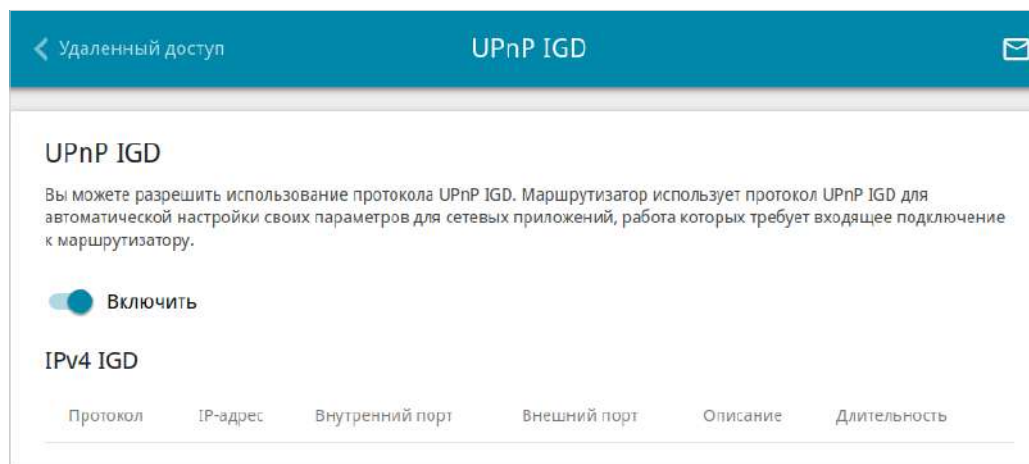 Удаленный доступ
UPnP IGD
UPnP IGD
Вы можете разрешить использование протокола UPnP IGD. Маршрутизатор использует протокол UPnP IGD для
автоматической настройки своих параметров для сетевых приложений, работа которых требует входящее подключение
к маршрутизатору.
Включить
IPv4 IGD
Протокол IP-адрес Внутренний порт Внешний порт Описание Длительность